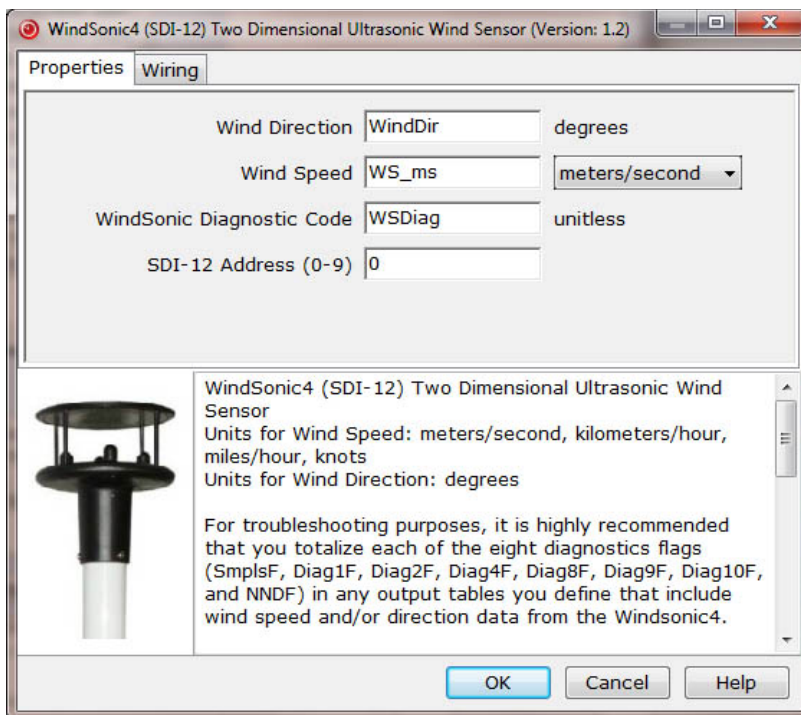 WindSonic4 (SDI-12) Two Dimensional Ultrasonic Wind Sensor (Version: 1.2)
Properties Wiring
Wind Direction WindDir degrees
Wind Speed WS_ms meters/second
WindSonic Diagnostic Code WSDiag unitless
SDI-12 Address (0-9) 0
WindSonic4 (SDI-12) Two Dimensional Ultrasonic Wind
Sensor
Units for Wind Speed: meters/second, kilometers/hour,
miles/hour, knots
Units for Wind Direction: degrees
For troubleshooting purposes, it is highly recommended
that you totalize each of the eight diagnostics flags
(SmplsF, Diag1F, Diag2F, Diag4F, Diag8F, Diag9F, Diag10F,
and NNDF) in any output tables you define that include
wind speed and/or direction data from the Windsonic4.
OK Cancel Help